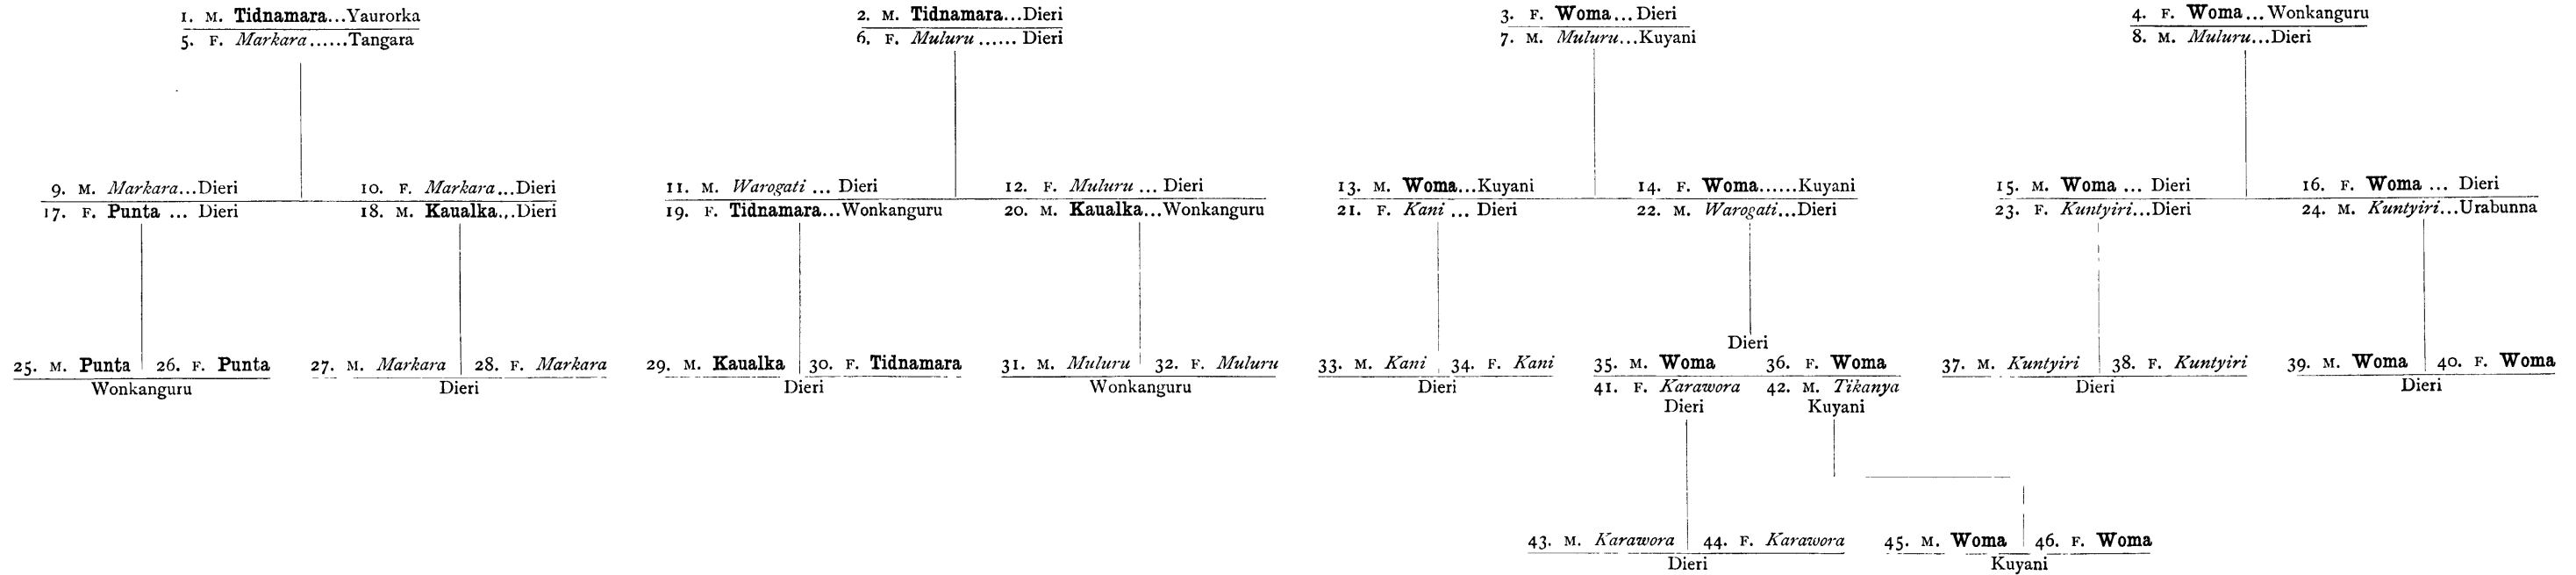 1. M. Tidnamara...Yaurorka
5. F. Markara......Tangara
2. M. Tidnamara...Dieri
6. F. Muluru ...... Dieri
3. F. Woma... Dieri
7. M. Muluru...Kuyani
4. F. Woma... Wonkanguru
8. M. Muluru...Dieri
9. M. Markara...Dieri
17. F. Punta ... Dieri
10. F. Markara...Dieri
18. M. Kaualka...Dieri
11. M. Warogati ... Dieri
19. F. Tidnamara...Wonkanguru
12. F. Muluru ... Dieri
20. M. Kaualka...Wonkanguru
13. M. Woma...Kuyani
21. F. Kani ... Dieri
14. F. Woma......Kuyani
22. M. Warogati...Dieri
15. M. Woma ... Dieri
23. F. Kuntyiri...Dieri
16. F. Woma ... Dieri
24. M. Kuntyiri...Urabunna
25. M. Punta 26. F. Punta
Wonkanguru
27. M. Markara 28. F. Markara
Dieri
29. M. Kaualka 30. F. Tidnamara
Dieri
31. M. Muluru 32. F. Muluru
Wonkanguru
33. M. Kani 34. F. Kani
Dieri
Dieri
35. M. Woma 36. F. Woma
41. F. Karawora 42. M. Tikanya
Dieri Kuyani
37. M. Kuntyiri 38. F. Kuntyiri
Dieri
39. M. Woma 40. F. Woma
Dieri
43. M. Karawora 44. F. Karawora
Dieri
45. M. Woma 46. F. Woma
Kuyani